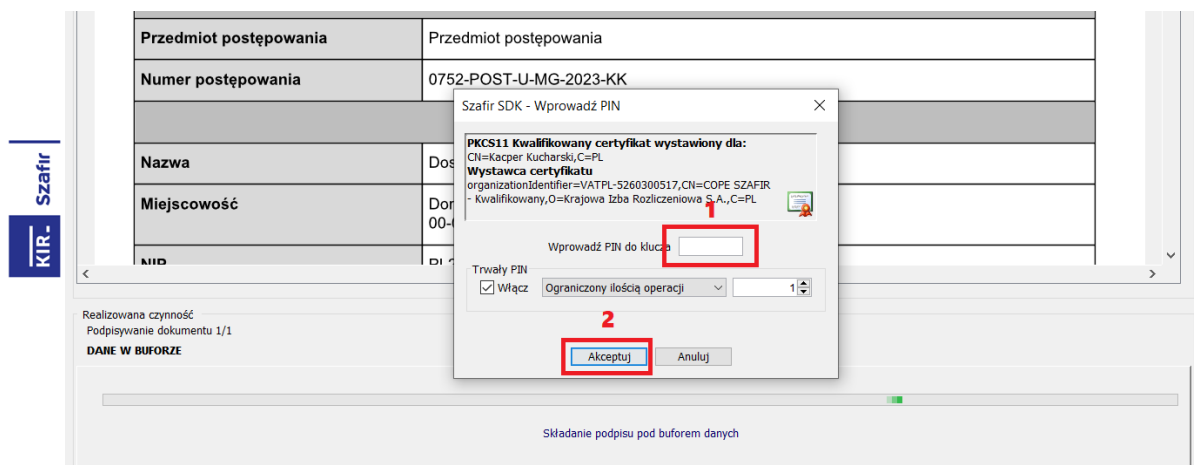 Przedmiot postępowania Przedmiot postępowania
Numer postępowania 0752-POST-U-MG-2023-KK
Szafir SDK - Wprowadź PIN
PKCS11 Kwalifikowany certyfikat wystawiony dla:
CN=Kacper Kucharski,C=PL
Wystawca certyfikatu
organizationIdentifier=VATPL-5260300517,CN=COPE SZAFIR
- Kwalifikowany,O=Krajowa Izba Rozliczeniowa S.A.,C=PL
1
Wprowadź PIN do klucza
Trwały PIN
Włącz Ograniczony ilością operacji 1
2
Akceptuj Anuluj
Nazwa
Miejscowość
NIP
KIR Szafir
Realizowana czynność
Podpisywanie dokumentu 1/1
DANE W BUFORZE
Składanie podpisu pod buforem danych